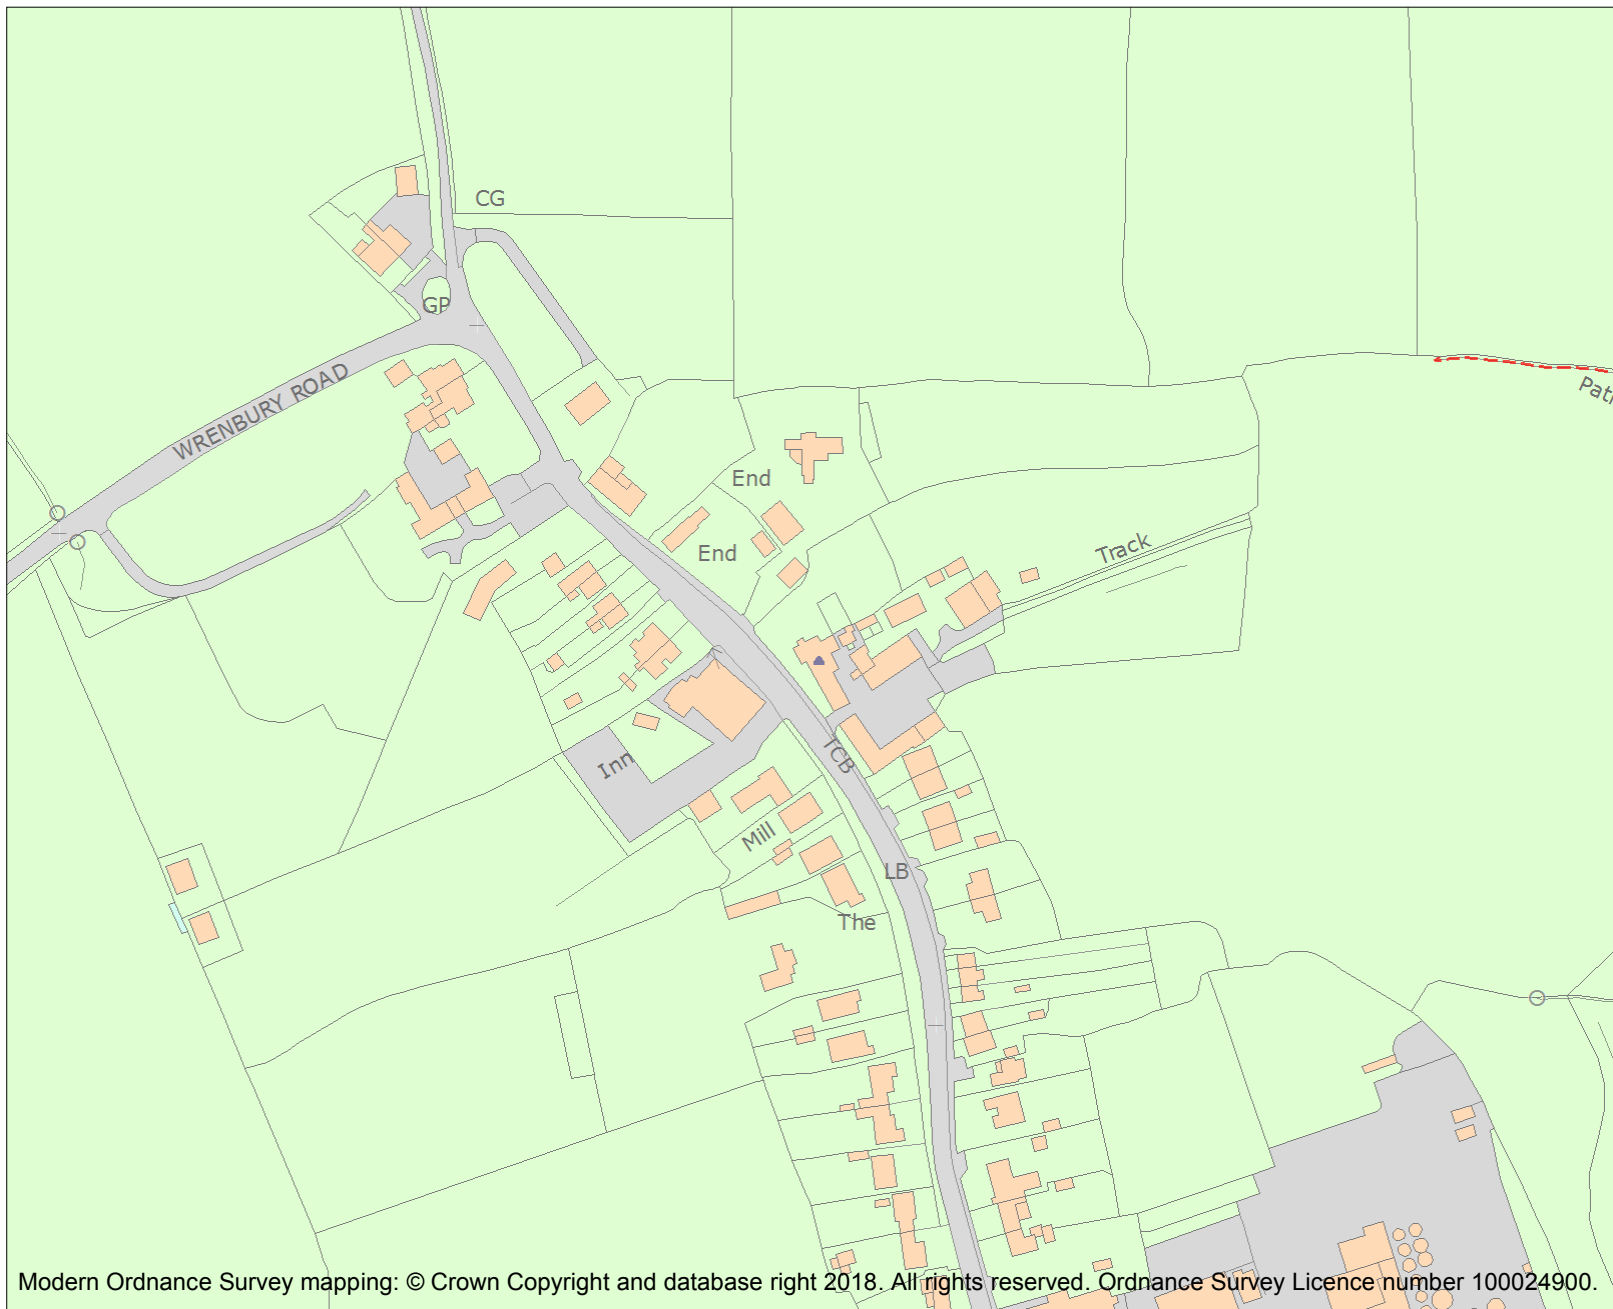 CG
GP
WRENBURY ROAD
Path
End
End
Track
Inn
TCB
Mill
LB
The
Modern Ordnance Survey mapping: © Crown Copyright and database right 2018. All rights reserved. Ordnance Survey Licence number 100024900.